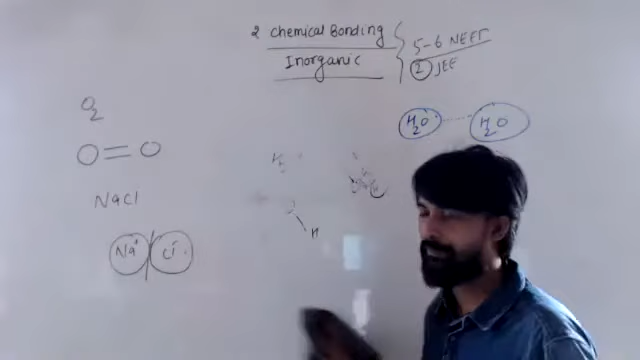 2 Chemical Bonding
Inorganic
5-6 NEET
2 JEE
O2
O = O
NaCl
Na+ Cl-
H2O ........ H2O
H